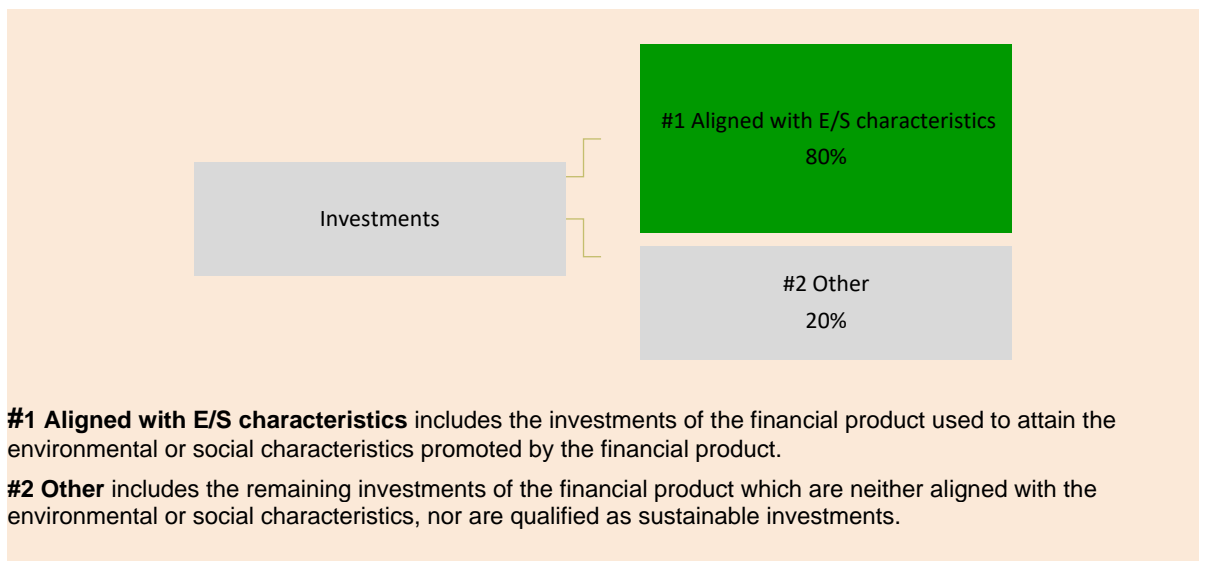 #1 Aligned with E/S characteristics
80%
Investments
#2 Other
20%
#1 Aligned with E/S characteristics includes the investments of the financial product used to attain the
environmental or social characteristics promoted by the financial product.
#2 Other includes the remaining investments of the financial product which are neither aligned with the
environmental or social characteristics, nor are qualified as sustainable investments.